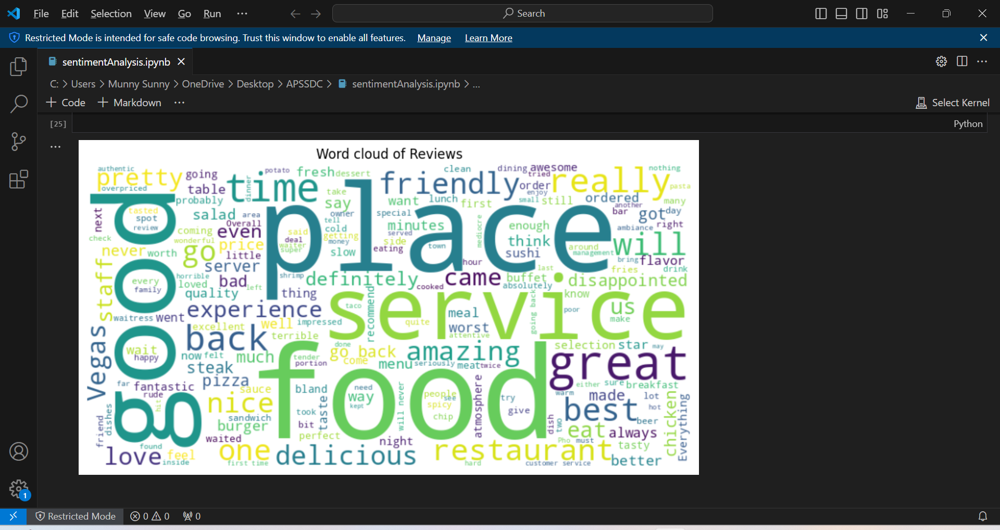 File Edit Selection View Go Run ...
Search
Restricted Mode is intended for safe code browsing. Trust this window to enable all features. Manage Learn More
sentimentAnalysis.ipynb
C: > Users > Munny Sunny > OneDrive > Desktop > APSSDC > sentimentAnalysis.ipynb > ...
+ Code + Markdown ...
Select Kernel
[25]
Python
...
Word cloud of Reviews
authentic
pretty
going
overpriced
table
time
potato
fresh
dessert
dinner
friendly
clean
dining
awesome
tried
order
enjoy
really
nothing
pasta
probably
take
say
want
lunch
first
small
still
ordered
another
many
next
tasted
spot
review
salad
area
Overall
owner
special
bar
got
day
right
ambiance
check
coming
wonderful
even
price
little
said
deal
waiter
super
tell
cold
getting
money
slow
minutes
served
side
eating
town
mediocre
enough
think
sushi
around
management
will
bring
flavor
fries
drink
place
good
never
worth
go
server
hour
last
staff
every
family
horrible
loved
bad
left
quality
shrimp
definitely
cooked
came
buffet
absolutely
disappointed
thing
recommend
service
know
waitress
went
experience
taco
quite
meal
worst
attentive
going back
poor
us
make
excellent
well
impressed
terrible
back
Vegas
wait
happy
now
felt
much
steak
done
go back
come
tender
portion
amazing
menu
seriously
meat
twice
selection
star
may
great
food
far
fantastic
rude
pizza
sauce
bland
need
way
kept
people
see
spicy
chip
atmosphere
try
give
either
sure
breakfast
warm
made
lot
hot
friend
dishes
hit
nice
sandwich
burger
took
bit
taste
perfect
will never
dish
two
best
beer
eat
always
chicken
Everything
waited
night
Pho
must
tasty
love
found
feel
inside
one
first time
delicious
restaurant
hard
customer service
better
1
Restricted Mode
0
0
0